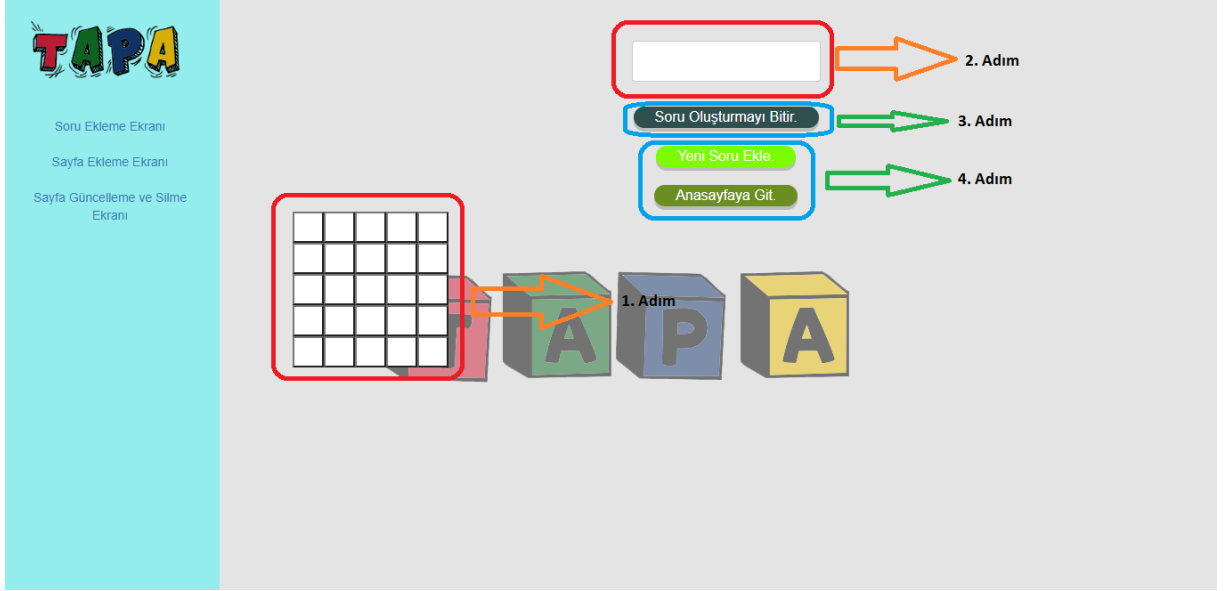 TAPA
Soru Ekleme Ekranı
Sayfa Ekleme Ekranı
Sayfa Güncelleme ve Silme
Ekranı
2. Adım
Soru Oluşturmayı Bitir.
3. Adım
Yeni Soru Ekle.
4. Adım
Anasayfaya Git.
1. Adım
T A P A